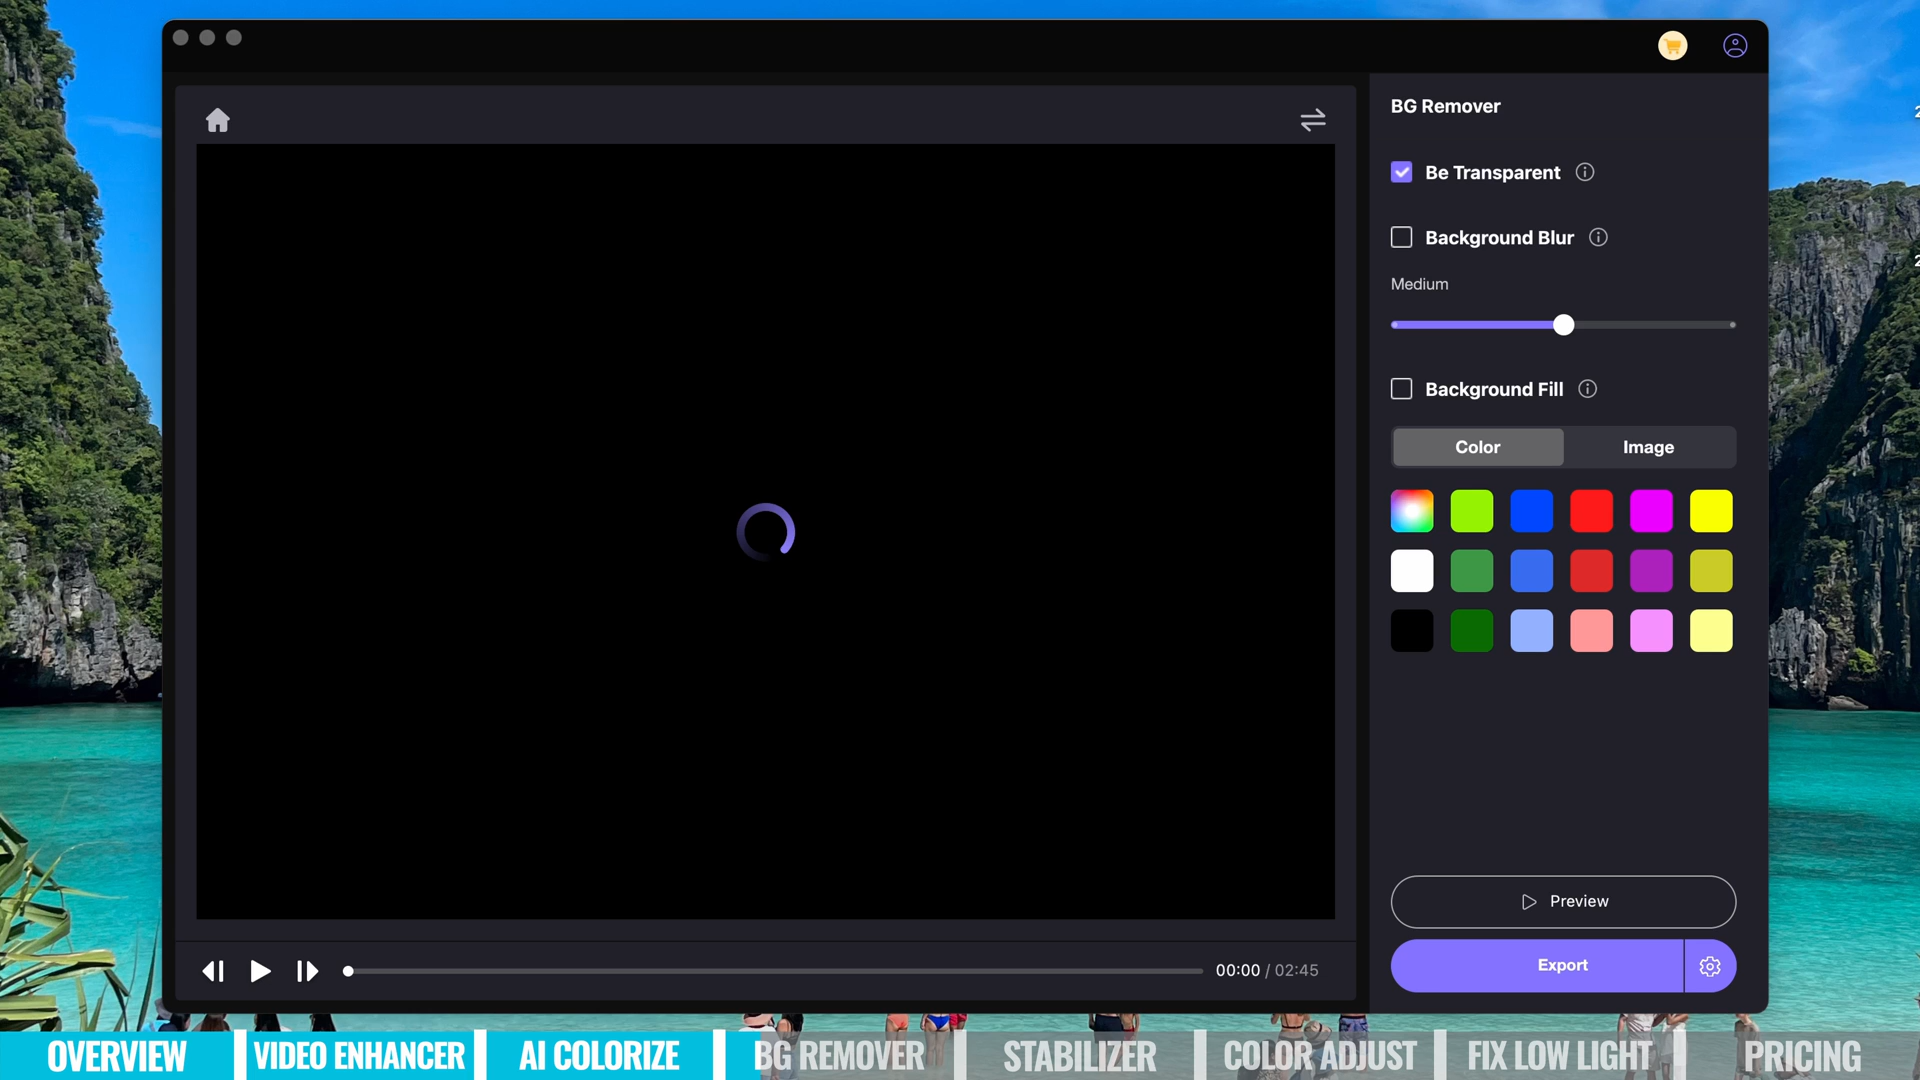 BG Remover
Be Transparent
Background Blur
Medium
Background Fill
Color Image
Preview
Export
00:00 / 02:45
OVERVIEW VIDEO ENHANCER AI COLORIZE BG REMOVER STABILIZER COLOR ADJUST FIX LOW LIGHT PRICING